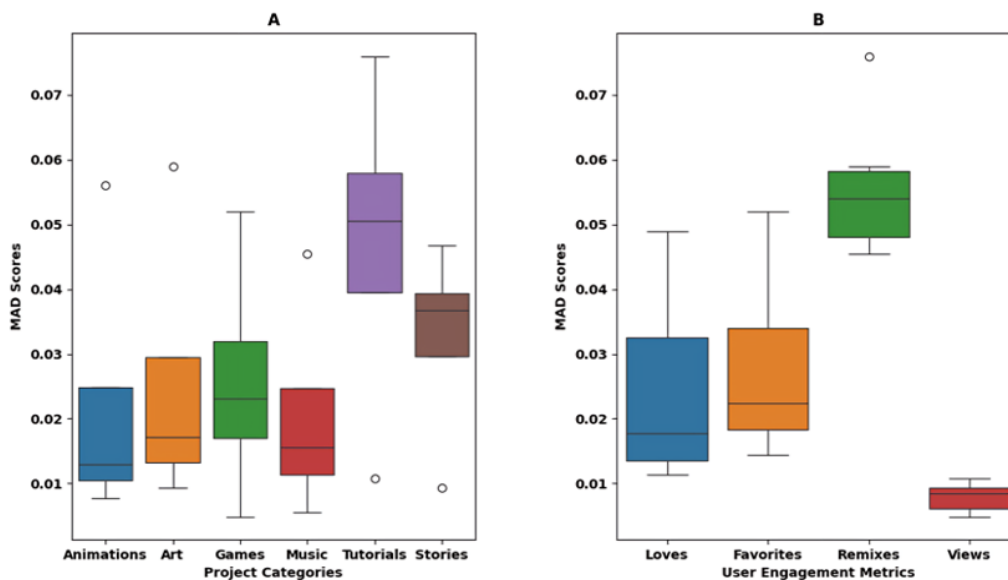 A
MAD Scores
0.07
0.06
0.05
0.04
0.03
0.02
0.01
Animations Art Games Music Tutorials Stories
Project Categories
B
MAD Scores
0.07
0.06
0.05
0.04
0.03
0.02
0.01
Loves Favorites Remixes Views
User Engagement Metrics